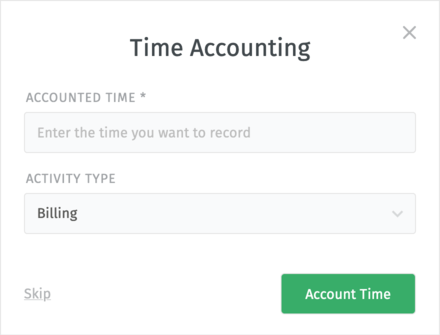 Time Accounting
ACCOUNTED TIME *
Enter the time you want to record
ACTIVITY TYPE
Billing
Skip
Account Time